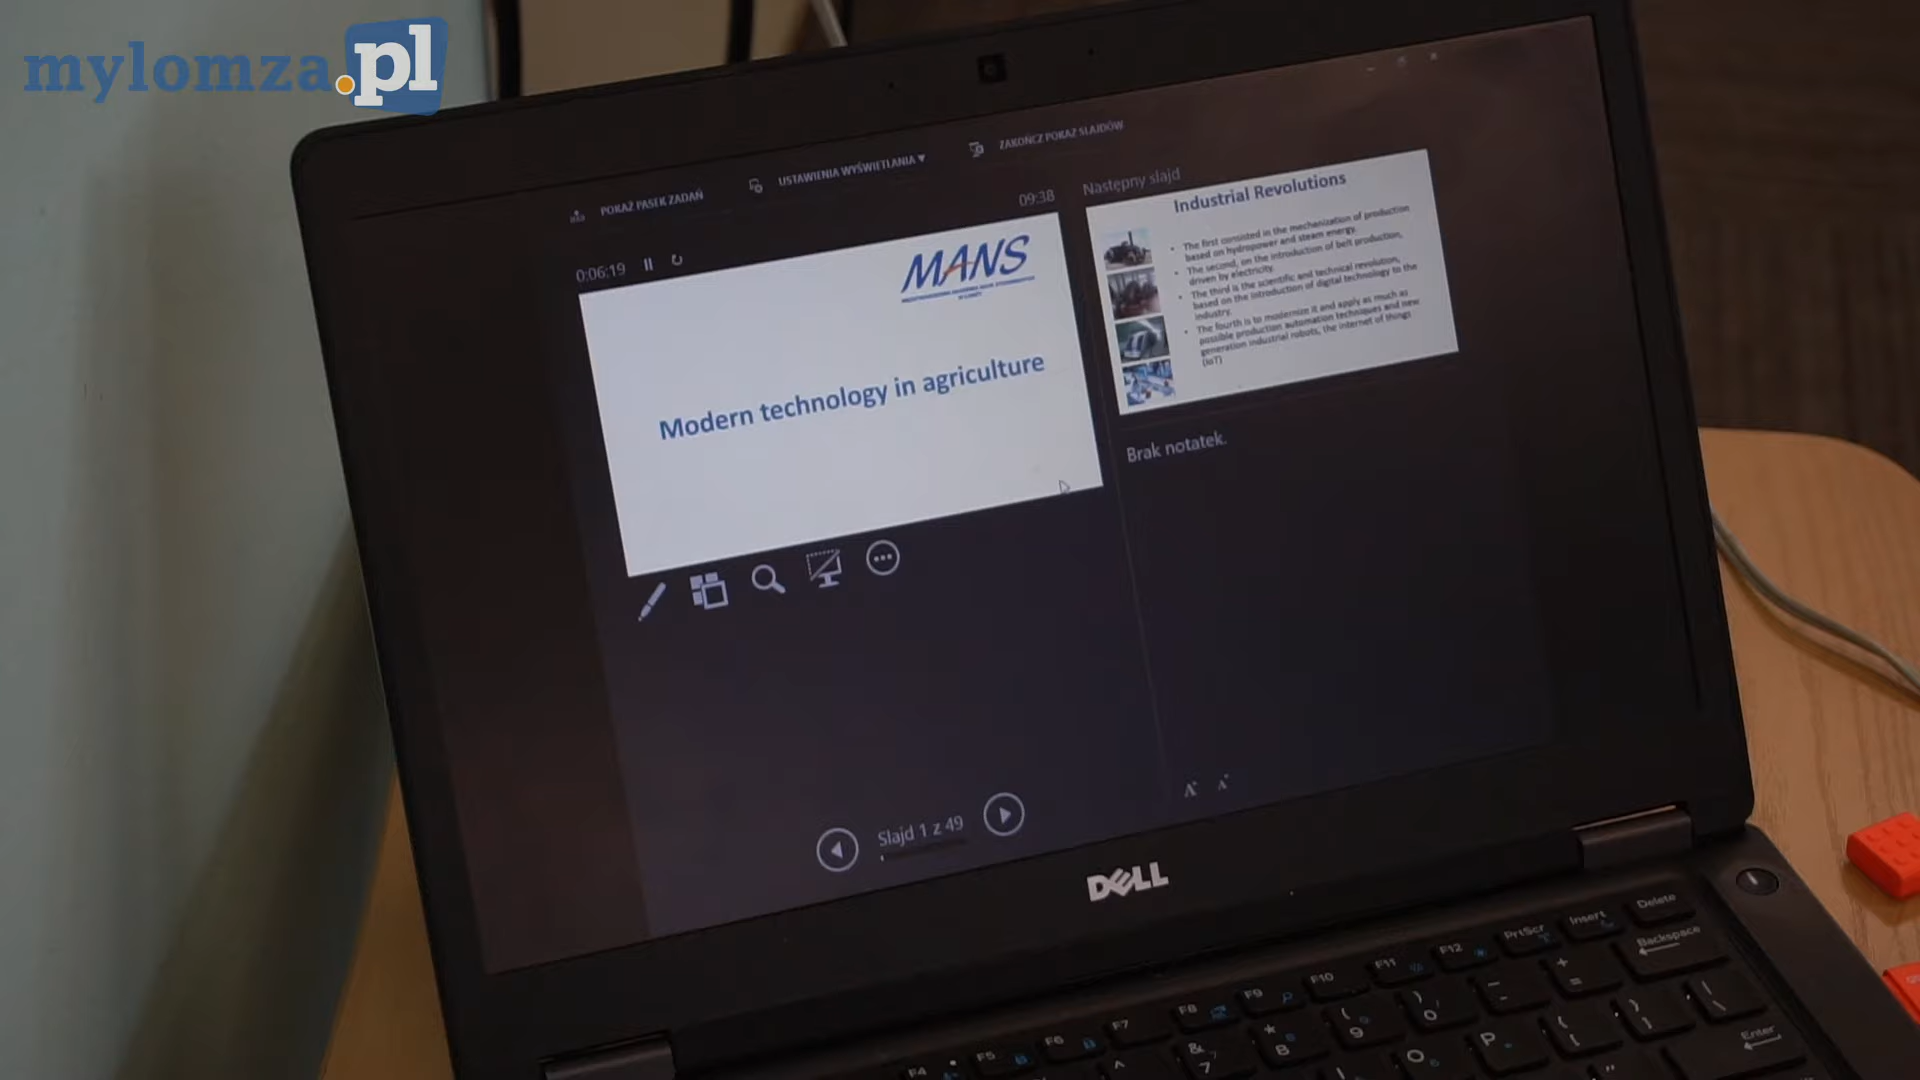 mylomza.pl
POKAŻ PASEK ZADAŃ
USTAWIENIA WYŚWIETLANIA
ZAKOŃCZ POKAZ SLAJDÓW
0:06:19
09:38
MANS
Modern technology in agriculture
Następny slajd
Industrial Revolutions
The first consisted in the mechanization of production
based on hydropower and steam energy.
The second, on the introduction of belt production,
driven by electricity.
The third is the scientific and technical revolution,
based on the introduction of digital technology to the
industry.
The fourth is to modernize it and apply as much as
possible production automation techniques and new
generation industrial robots, the internet of things
(IoT)
Brak notatek.
Slajd 1 z 49
A A
DELL
F4 F5 F6 F7 F8 F9 F10 F11 F12 PrtScr Insert Delete
^ & 7 * 8 ( 9 ) 0 - + = Backspace
O P { [ } ] | \
Enter